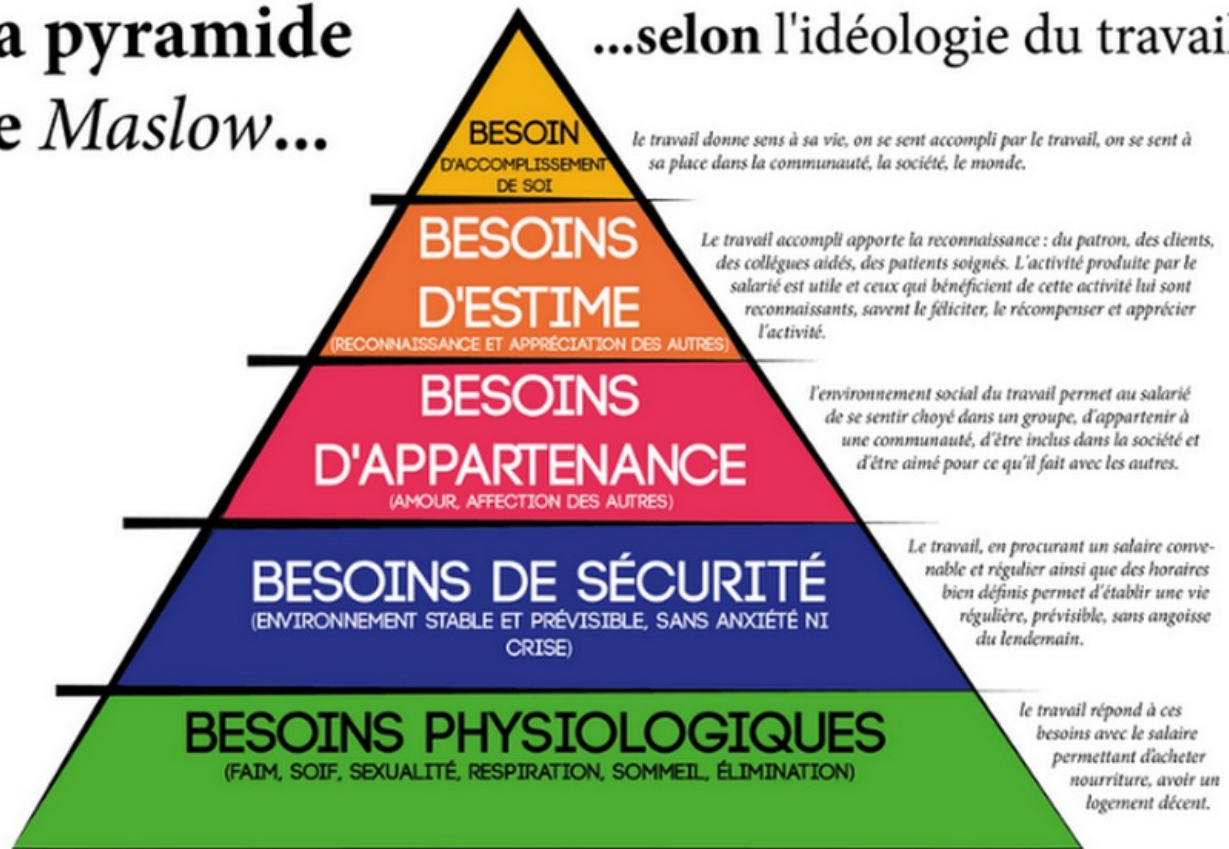 a pyramide
e Maslow...
...selon l'idéologie du travail
BESOIN
D'ACCOMPLISSEMENT
DE SOI
le travail donne sens à sa vie, on se sent accompli par le travail, on se sent à
sa place dans la communauté, la société, le monde.
BESOINS
D'ESTIME
(RECONNAISSANCE ET APPRÉCIATION DES AUTRES)
Le travail accompli apporte la reconnaissance : du patron, des clients,
des collégues aidés, des patients soignés. L'activité produite par le
salarié est utile et ceux qui bénéficient de cette activité lui sont
reconnaissants, savent le féliciter, le récompenser et apprécier
l'activité.
BESOINS
D'APPARTENANCE
(AMOUR, AFFECTION DES AUTRES)
l'environnement social du travail permet au salarié
de se sentir choyé dans un groupe, d'appartenir à
une communauté, d'être inclus dans la société et
d'être aimé pour ce qu'il fait avec les autres.
BESOINS DE SÉCURITÉ
(ENVIRONNEMENT STABLE ET PRÉVISIBLE, SANS ANXIÉTÉ NI
CRISE)
Le travail, en procurant un salaire conve-
nable et régulier ainsi que des horaires
bien définis permet d'établir une vie
régulière, prévisible, sans angoisse
du lendemain.
BESOINS PHYSIOLOGIQUES
(FAIM, SOIF, SEXUALITÉ, RESPIRATION, SOMMEIL, ÉLIMINATION)
le travail répond à ces
besoins avec le salaire
permettant d'acheter
nourriture, avoir un
logement décent.